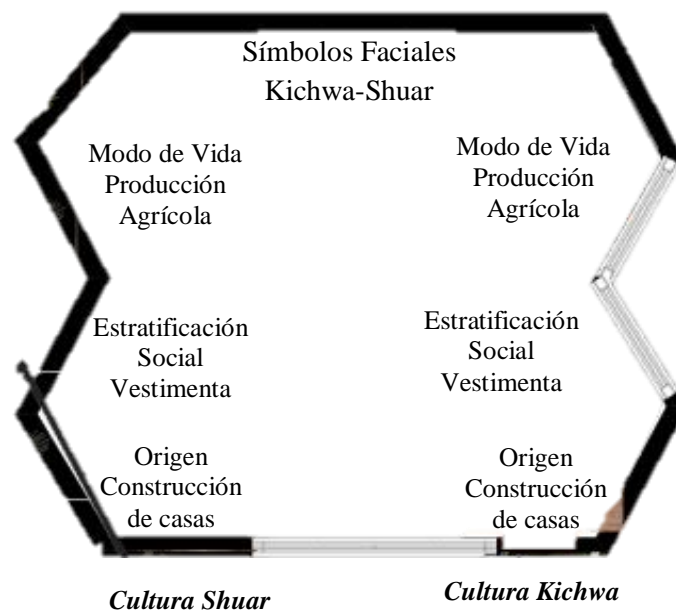 Símbolos Faciales
Kichwa-Shuar
Modo de Vida
Producción
Agrícola
Modo de Vida
Producción
Agrícola
Estratificación
Social
Vestimenta
Estratificación
Social
Vestimenta
Origen
Construcción
de casas
Origen
Construcción
de casas
Cultura Shuar
Cultura Kichwa